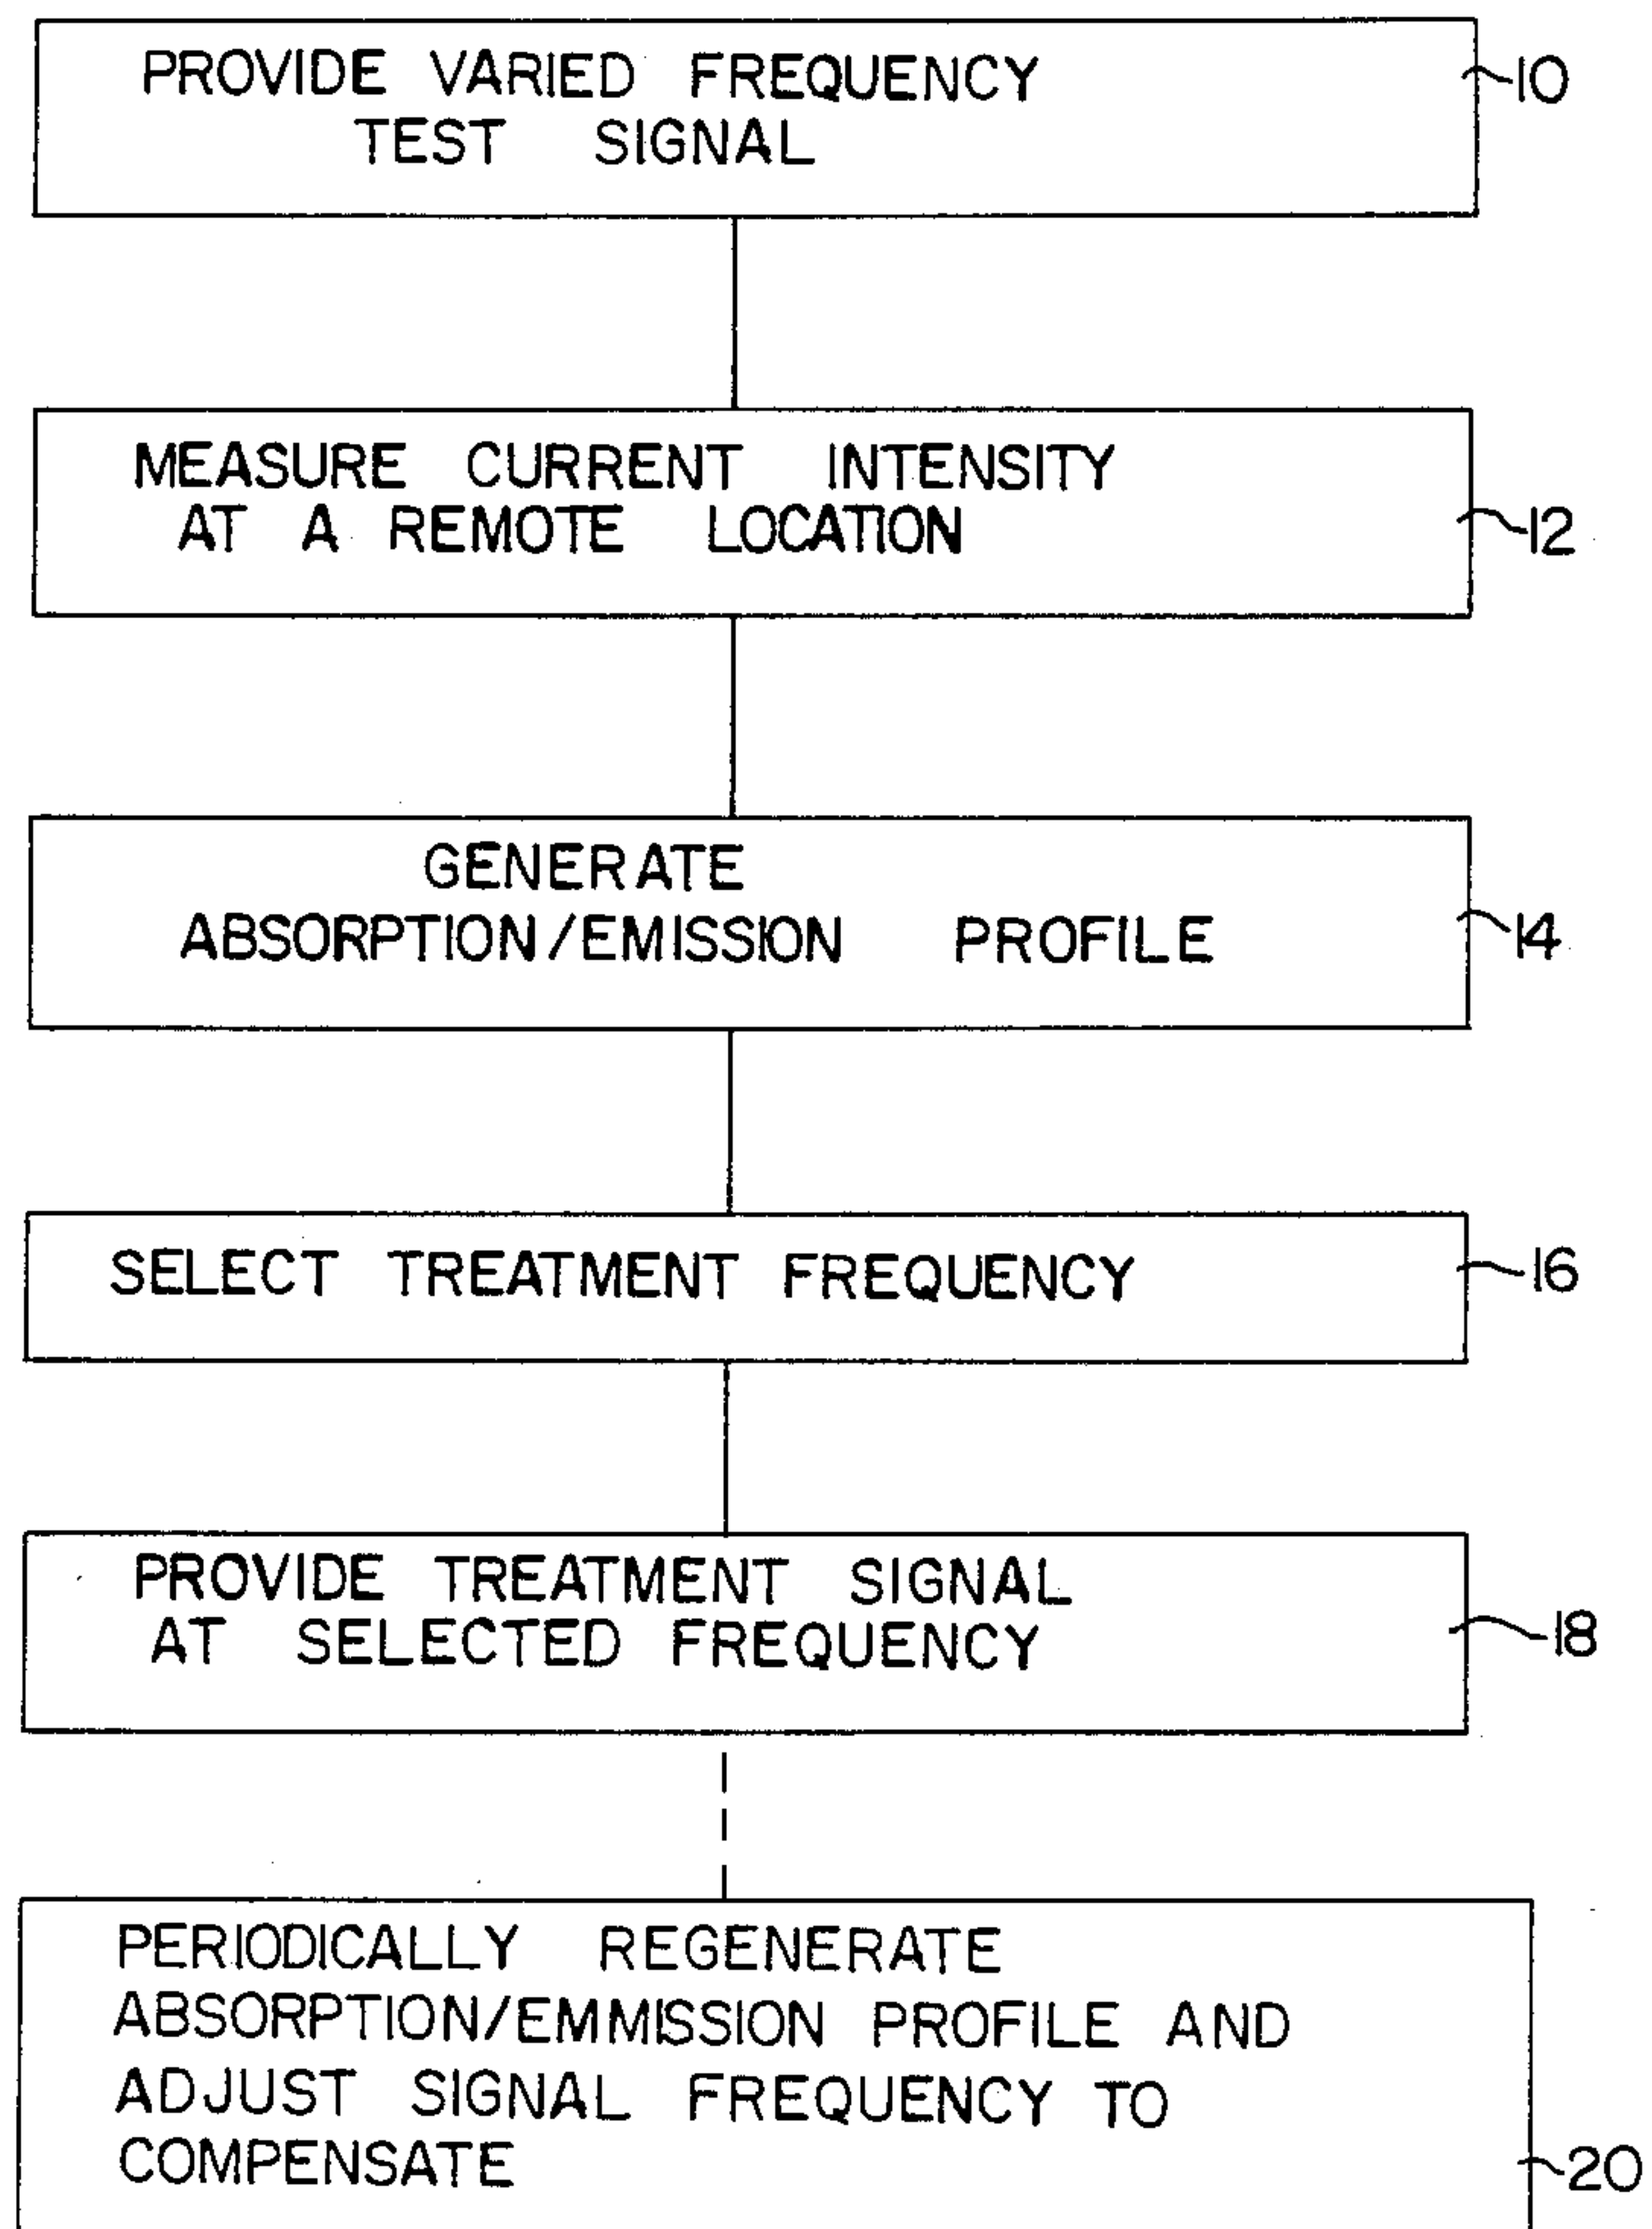 PROVIDE VARIED FREQUENCY
TEST SIGNAL
10
MEASURE CURRENT INTENSITY
AT A REMOTE LOCATION
12
GENERATE
ABSORPTION/EMISSION PROFILE
14
SELECT TREATMENT FREQUENCY
16
PROVIDE TREATMENT SIGNAL
AT SELECTED FREQUENCY
18
PERIODICALLY REGENERATE
ABSORPTION/EMMISSION PROFILE AND
ADJUST SIGNAL FREQUENCY TO
COMPENSATE
20